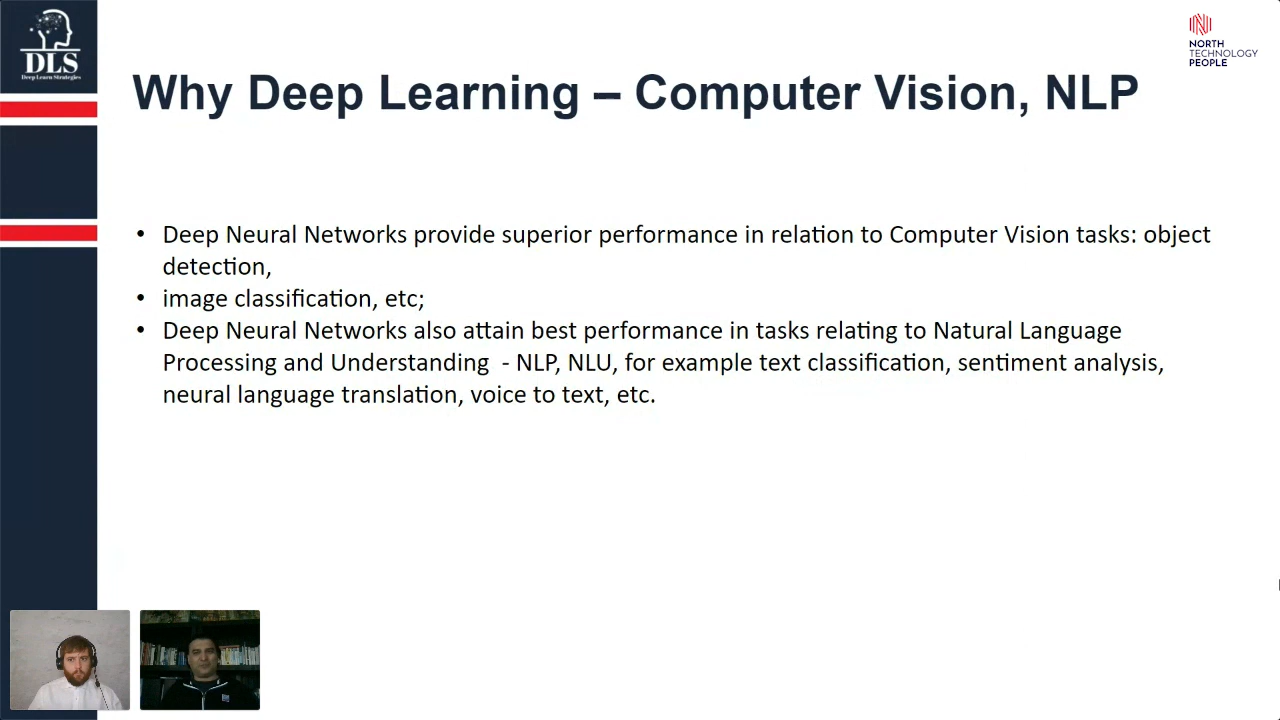 DLS
Deep Learn Strategies
NORTH
TECHNOLOGY
PEOPLE
Why Deep Learning – Computer Vision, NLP
• Deep Neural Networks provide superior performance in relation to Computer Vision tasks: object
detection,
• image classification, etc;
• Deep Neural Networks also attain best performance in tasks relating to Natural Language
Processing and Understanding  - NLP, NLU, for example text classification, sentiment analysis,
neural language translation, voice to text, etc.